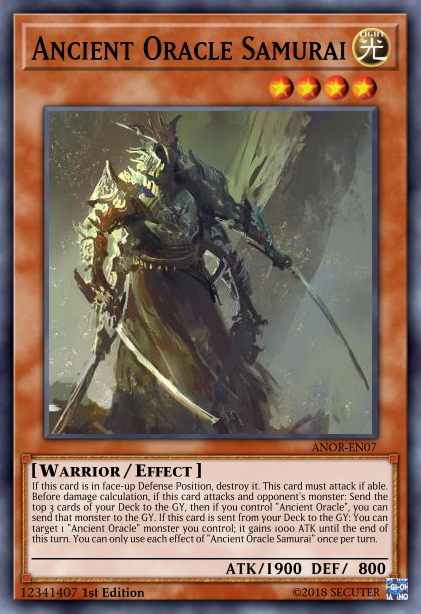 ANCIENT ORACLE SAMURAI
LIGHT
光
ANOR-EN07
[WARRIOR/EFFECT]
If this card is in face-up Defense Position, destroy it. This card must attack if able.
Before damage calculation, if this card attacks and opponent's monster: Send the
top 3 cards of your Deck to the GY, then if you control "Ancient Oracle", you can
send that monster to the GY. If this card is sent from your Deck to the GY: You can
target 1 "Ancient Oracle" monster you control; it gains 1000 ATK until the end of
this turn. You can only use each effect of "Ancient Oracle Samurai" once per turn.
ATK/1900 DEF/ 800
12341407 1st Edition ©2018 SECUTER